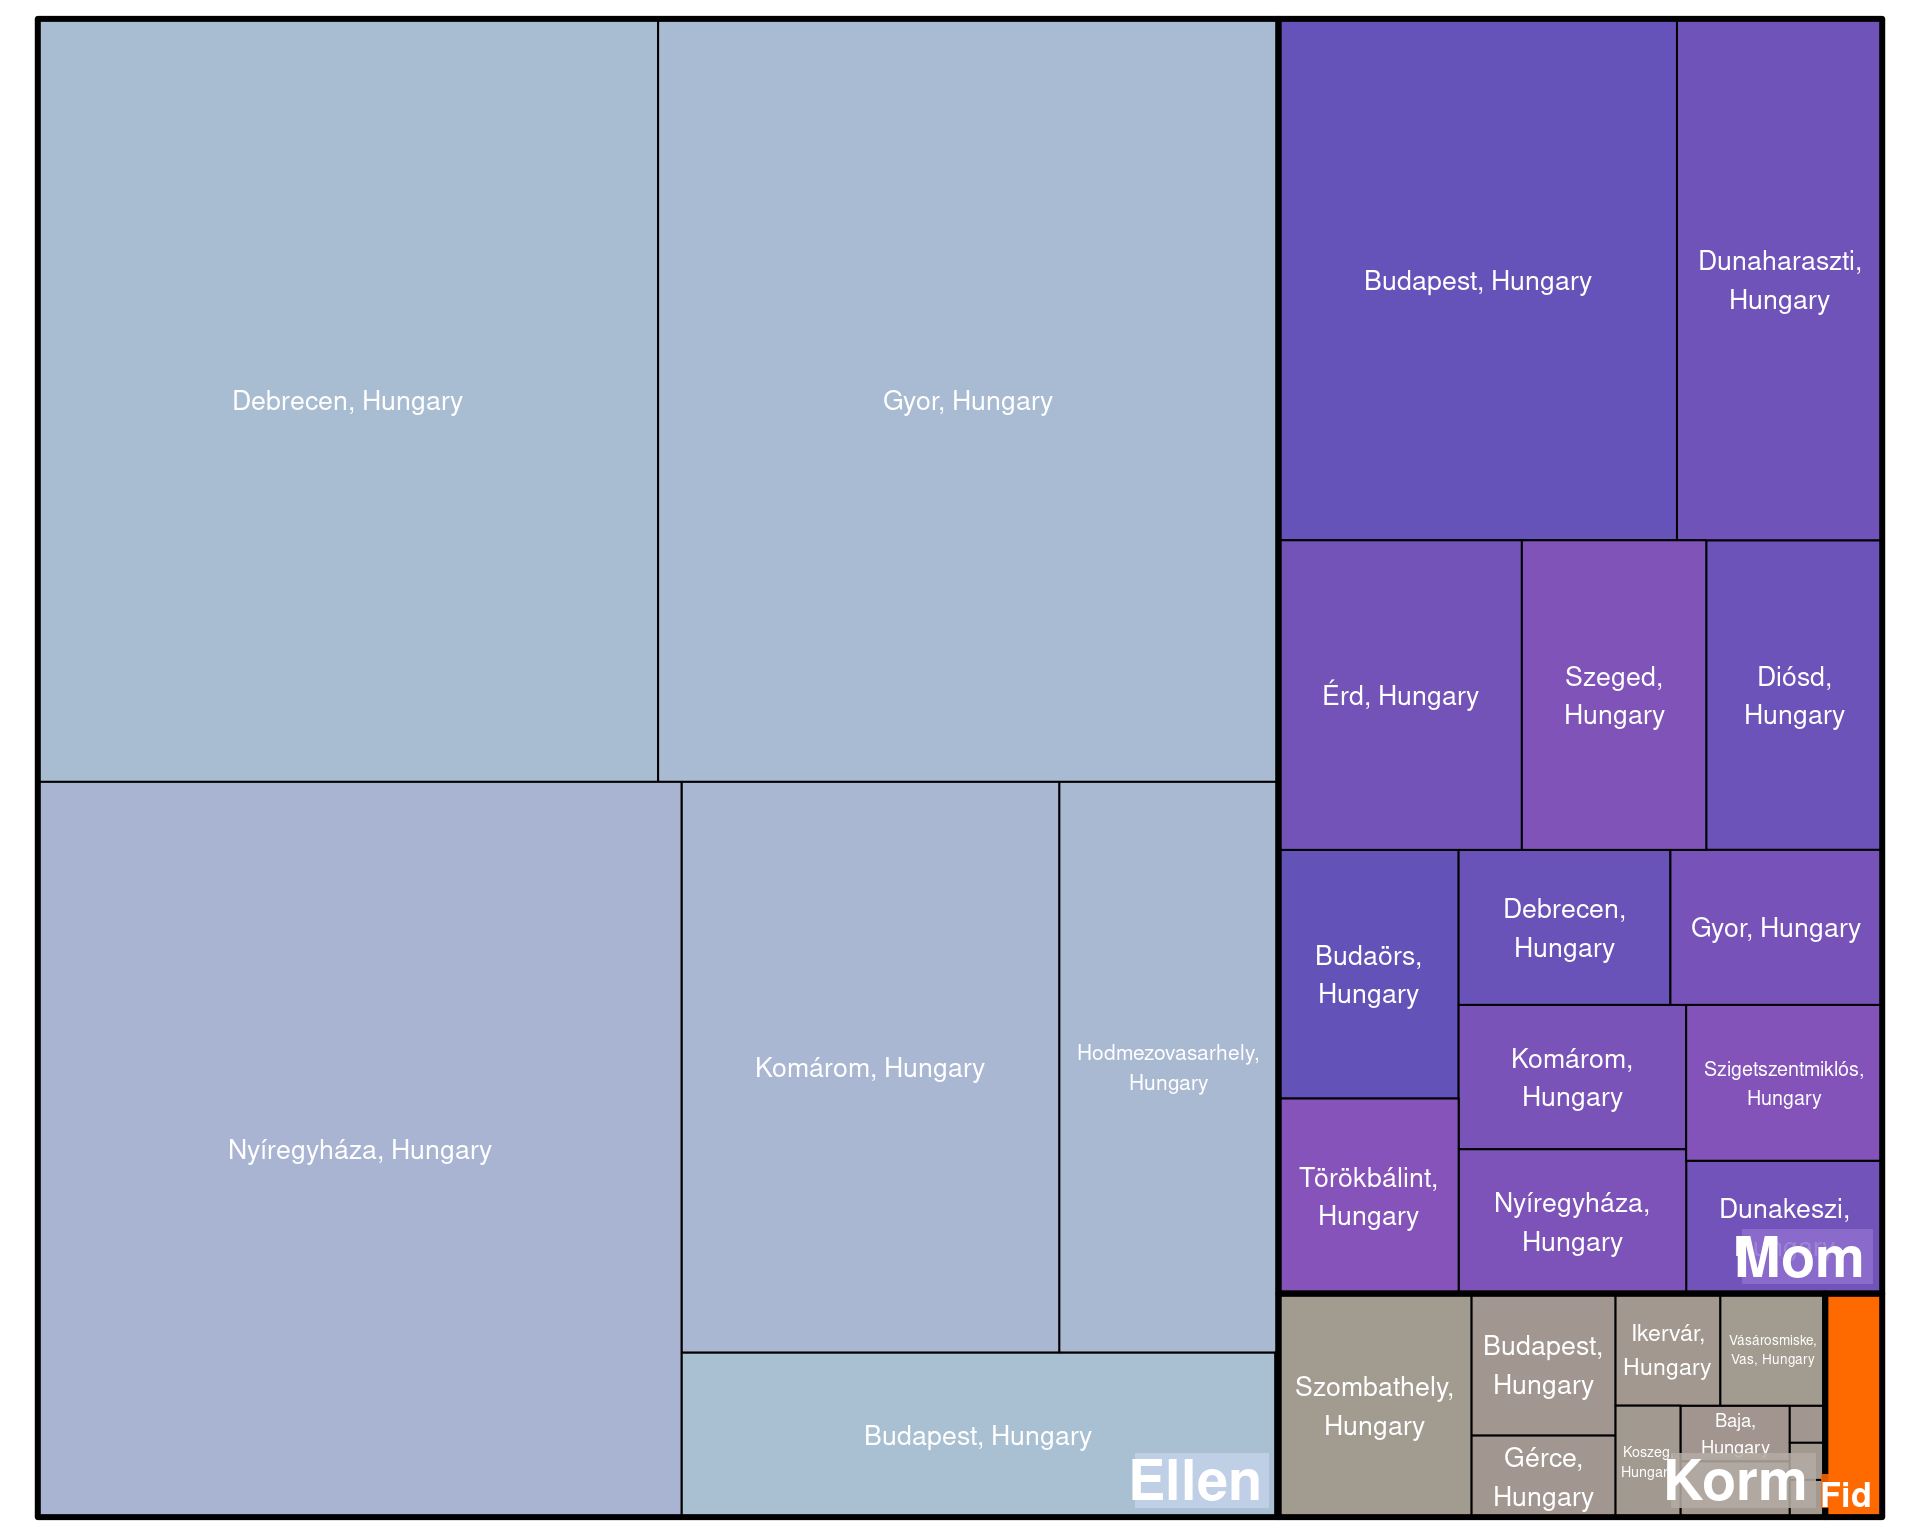 Debrecen, Hungary
Gyor, Hungary
Nyíregyháza, Hungary
Komárom, Hungary
Hodmezovasarhely,
Hungary
Budapest, Hungary
Ellen
Budapest, Hungary
Dunaharaszti,
Hungary
Érd, Hungary
Szeged,
Hungary
Diósd,
Hungary
Budaörs,
Hungary
Debrecen,
Hungary
Gyor, Hungary
Törökbálint,
Hungary
Komárom,
Hungary
Szigetszentmiklós,
Hungary
Nyíregyháza,
Hungary
Dunakeszi,
Mom
Szombathely,
Hungary
Budapest,
Hungary
Gérce,
Hungary
Ikervár,
Hungary
Vásárosmiske,
Vas, Hungary
Koszeg
Baja,
Hungary
Korm
Fid